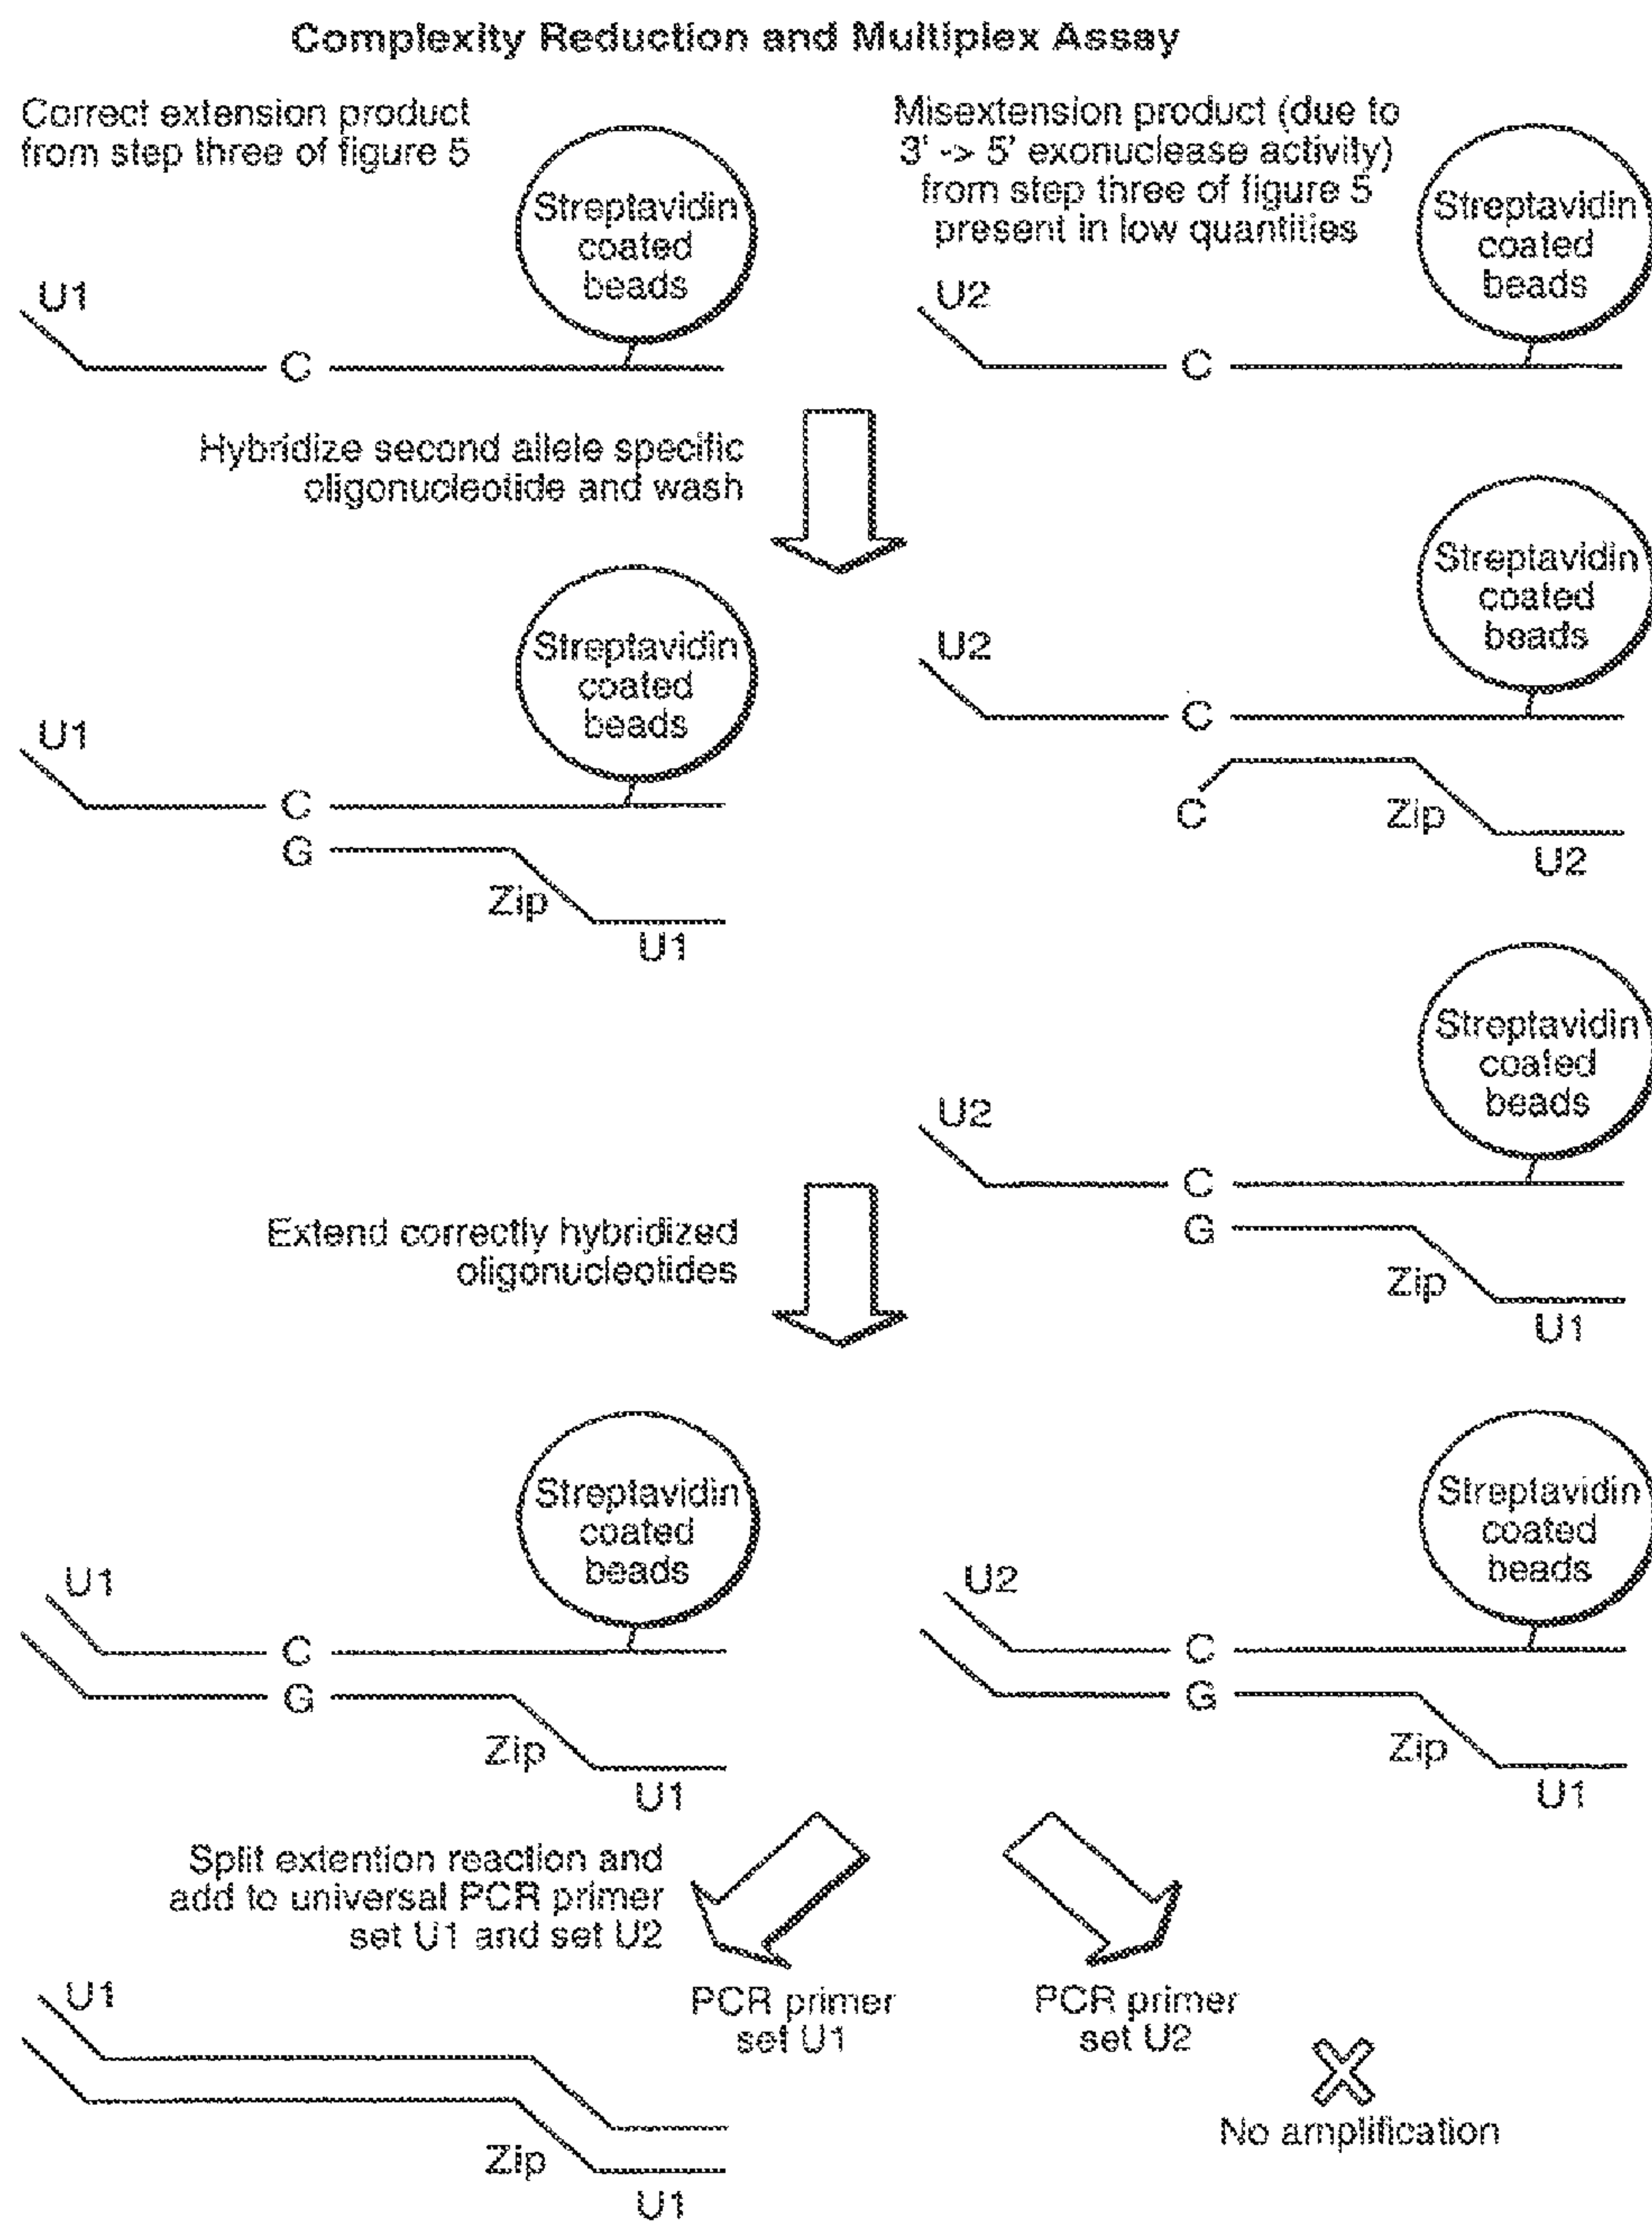 Complexity Reduction and Multiplex Assay
Correct extension product
from step three of figure 5
Misextension product (due to
3' -> 5' exonuclease activity)
from step three of figure 5
present in low quantities
Streptavidin
coated
beads
Streptavidin
coated
beads
U1
C
U2
C
Hybridize second allele specific
oligonucleotide and wash
Streptavidin
coated
beads
U1
C
G
Zip
U1
Streptavidin
coated
beads
U2
C
C
Zip
U2
Streptavidin
coated
beads
U2
C
G
Zip
U1
Extend correctly hybridized
oligonucleotides
Streptavidin
coated
beads
U1
C
G
Zip
U1
Streptavidin
coated
beads
U2
C
G
Zip
U1
Split extention reaction and
add to universal PCR primer
set U1 and set U2
PCR primer
set U1
PCR primer
set U2
U1
Zip
U1
No amplification